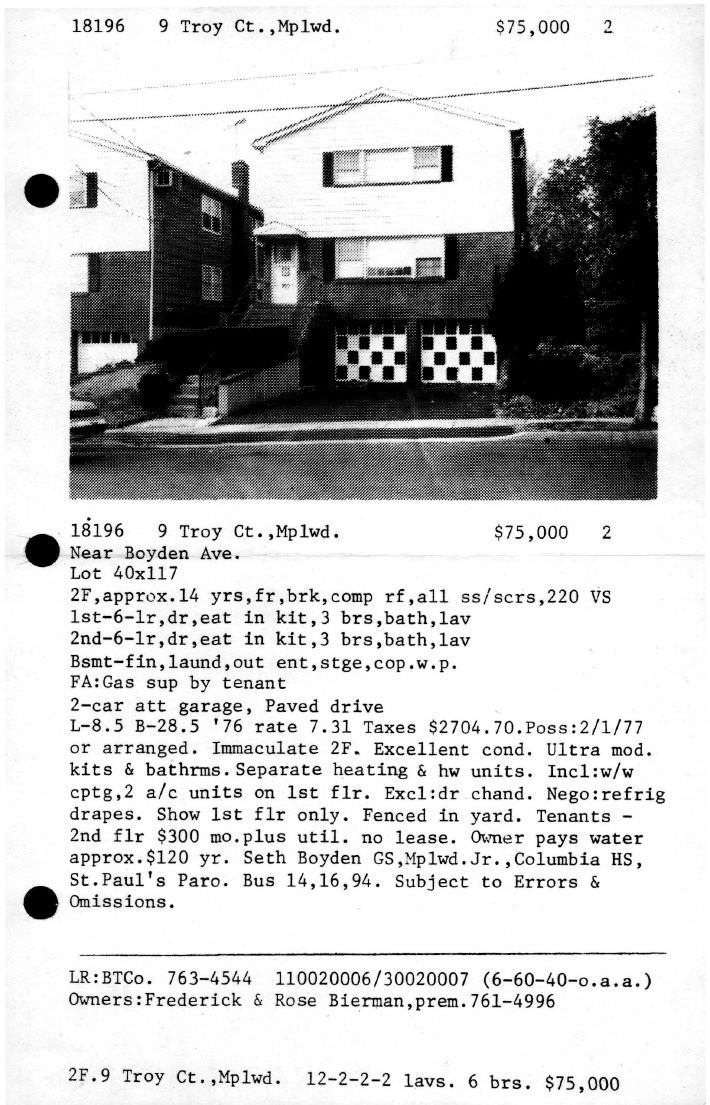 18196 9 Troy Ct.,Mplwd. $75,000 2
18196 9 Troy Ct.,Mplwd. $75,000 2
Near Boyden Ave.
Lot 40x117
2F,approx.14 yrs,fr,brk,comp rf,all ss/scrs,220 VS
1st-6-lr,dr,eat in kit,3 brs,bath,lav
2nd-6-lr,dr,eat in kit,3 brs,bath,lav
Bsmt-fin,laund,out ent,stge,cop.w.p.
FA:Gas sup by tenant
2-car att garage, Paved drive
L-8.5 B-28.5 '76 rate 7.31 Taxes $2704.70.Poss:2/1/77
or arranged. Immaculate 2F. Excellent cond. Ultra mod.
kits & bathrms. Separate heating & hw units. Incl:w/w
cptg,2 a/c units on 1st flr. Excl:dr chand. Nego:refrig
drapes. Show 1st flr only. Fenced in yard. Tenants -
2nd flr $300 mo.plus util. no lease. Owner pays water
approx.$120 yr. Seth Boyden GS,Mplwd.Jr.,Columbia HS,
St.Paul's Paro. Bus 14,16,94. Subject to Errors &
Omissions.
LR:BTCo. 763-4544 110020006/30020007 (6-60-40-o.a.a.)
Owners:Frederick & Rose Bierman,prem.761-4996
2F.9 Troy Ct.,Mplwd. 12-2-2-2 lavs. 6 brs. $75,000